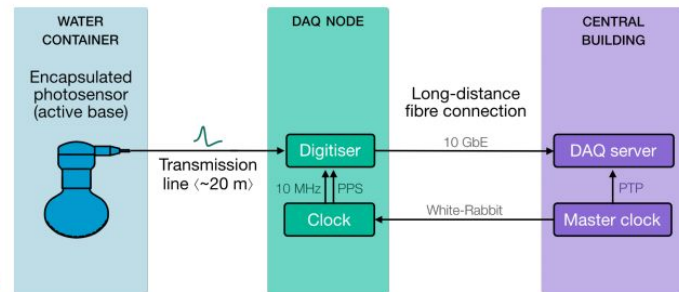 WATER
CONTAINER
Encapsulated
photosensor
(active base)
Transmission
line (~20 m)
DAQ NODE
Digitiser
10 MHz
PPS
Clock
Long-distance
fibre connection
10 GbE
White-Rabbit
CENTRAL
BUILDING
DAQ server
PTP
Master clock